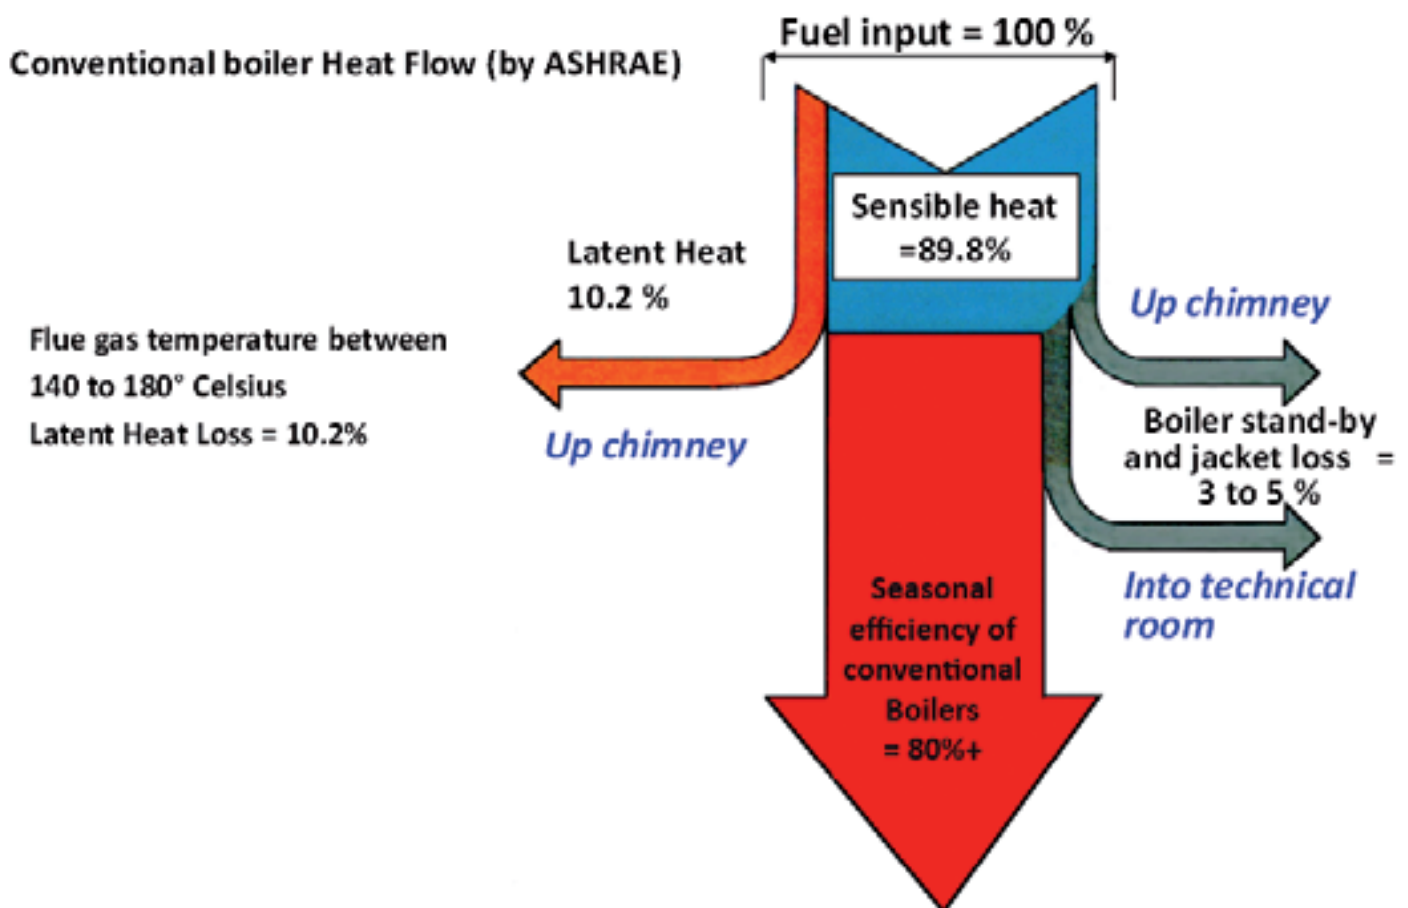 Fuel input = 100 %
Conventional boiler Heat Flow (by ASHRAE)
Sensible heat
=89.8%
Latent Heat
10.2 %
Up chimney
Flue gas temperature between
140 to 180° Celsius
Latent Heat Loss = 10.2%
Up chimney
Boiler stand-by
and jacket loss =
3 to 5 %
Into technical
room
Seasonal
efficiency of
conventional
Boilers
= 80%+